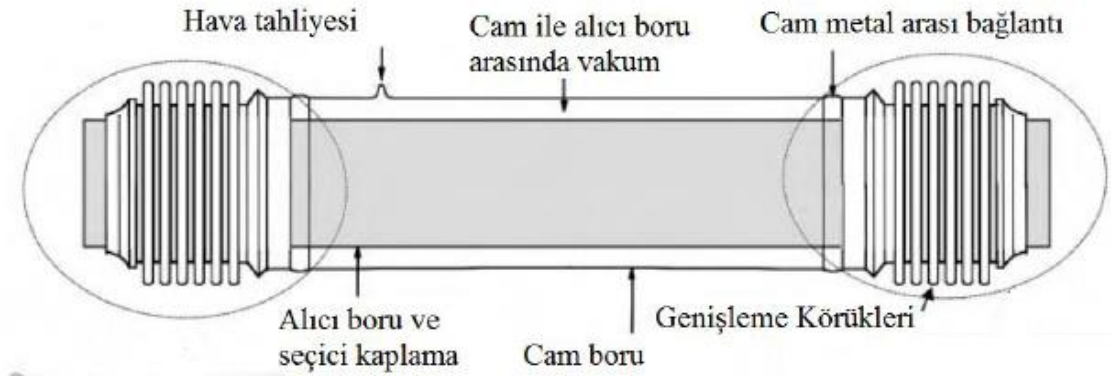 Hava tahliyesi
Cam ile alıcı boru
arasında vakum
Cam metal arası bağlantı
Alıcı boru ve
seçici kaplama
Cam boru
Genişleme Körükleri